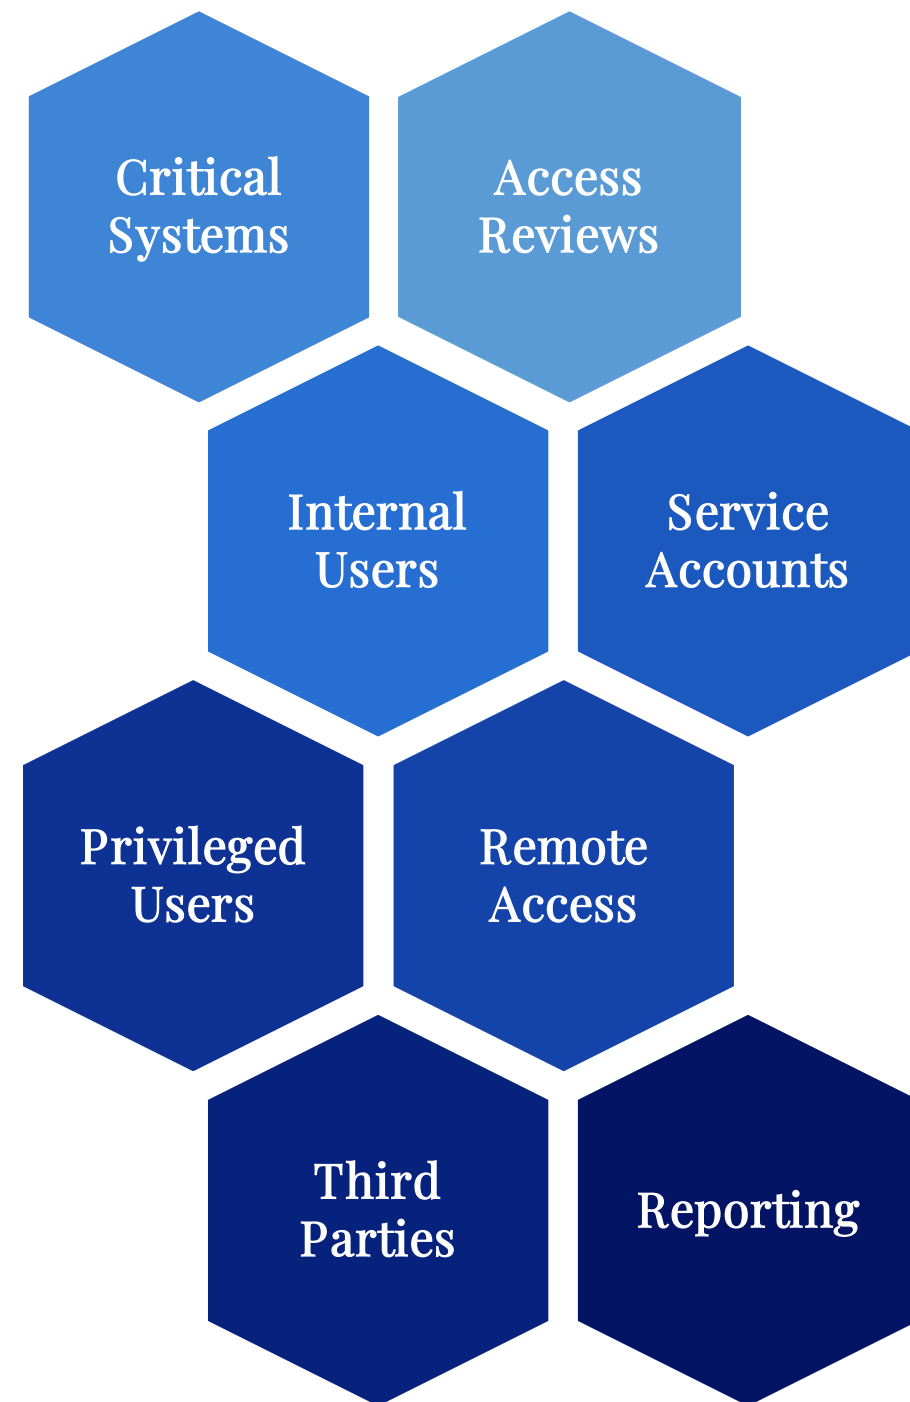 Critical
Systems
Access
Reviews
Internal
Users
Service
Accounts
Privileged
Users
Remote
Access
Third
Parties
Reporting